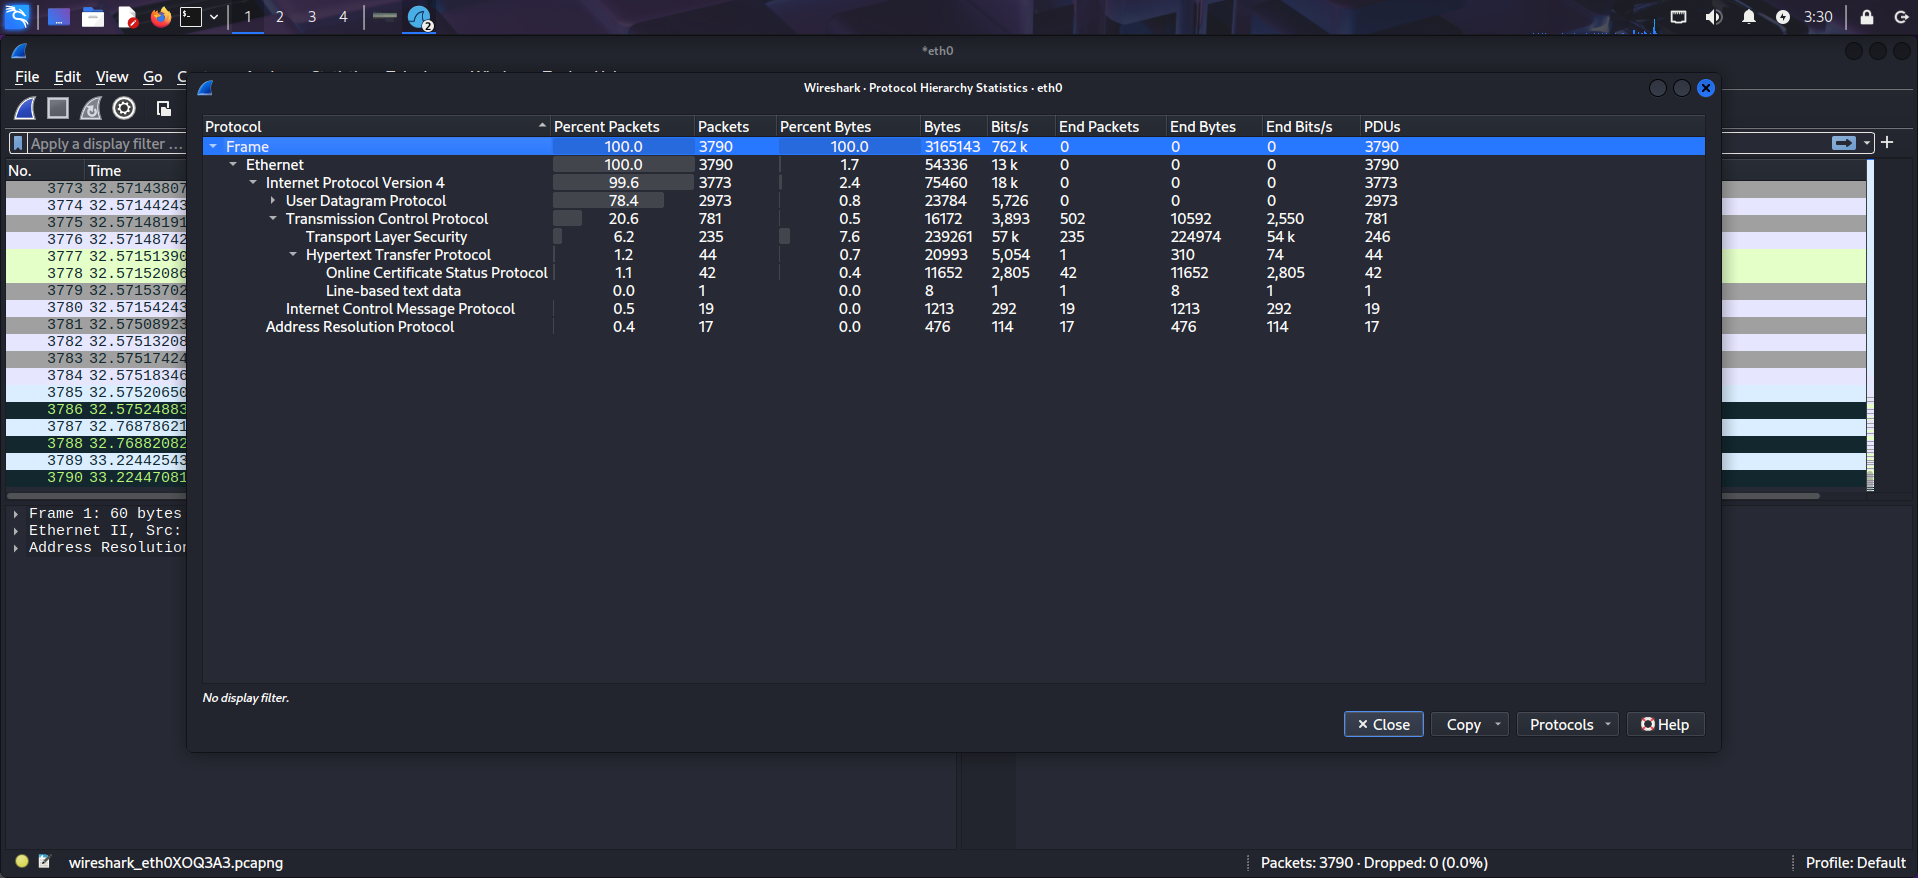 1 2 3 4 2 3:30
*eth0
File Edit View Go
Wireshark · Protocol Hierarchy Statistics · eth0
Apply a display filter ...
No. Time
3773 32.57143807
3774 32.57144243
3775 32.57148191
3776 32.57148742
3777 32.57151390
3778 32.57152086
3779 32.57153702
3780 32.57154243
3781 32.57508923
3782 32.57513208
3783 32.57517424
3784 32.57518346
3785 32.57520650
3786 32.57524883
3787 32.76878621
3788 32.76882082
3789 33.22442543
3790 33.22447081
Frame 1: 60 bytes
Ethernet II, Src:
Address Resolution
Protocol Percent Packets Packets Percent Bytes Bytes Bits/s End Packets End Bytes End Bits/s PDUs
Frame 100.0 3790 100.0 3165143 762 k 0 0 0 3790
Ethernet 100.0 3790 1.7 54336 13 k 0 0 0 3790
Internet Protocol Version 4 99.6 3773 2.4 75460 18 k 0 0 0 3773
User Datagram Protocol 78.4 2973 0.8 23784 5,726 0 0 0 2973
Transmission Control Protocol 20.6 781 0.5 16172 3,893 502 10592 2,550 781
Transport Layer Security 6.2 235 7.6 239261 57 k 235 224974 54 k 246
Hypertext Transfer Protocol 1.2 44 0.7 20993 5,054 1 310 74 44
Online Certificate Status Protocol 1.1 42 0.4 11652 2,805 42 11652 2,805 42
Line-based text data 0.0 1 0.0 8 1 1 8 1 1
Internet Control Message Protocol 0.5 19 0.0 1213 292 19 1213 292 19
Address Resolution Protocol 0.4 17 0.0 476 114 17 476 114 17
No display filter.
Close Copy Protocols Help
wireshark_eth0XOQ3A3.pcapng Packets: 3790 · Dropped: 0 (0.0%) Profile: Default